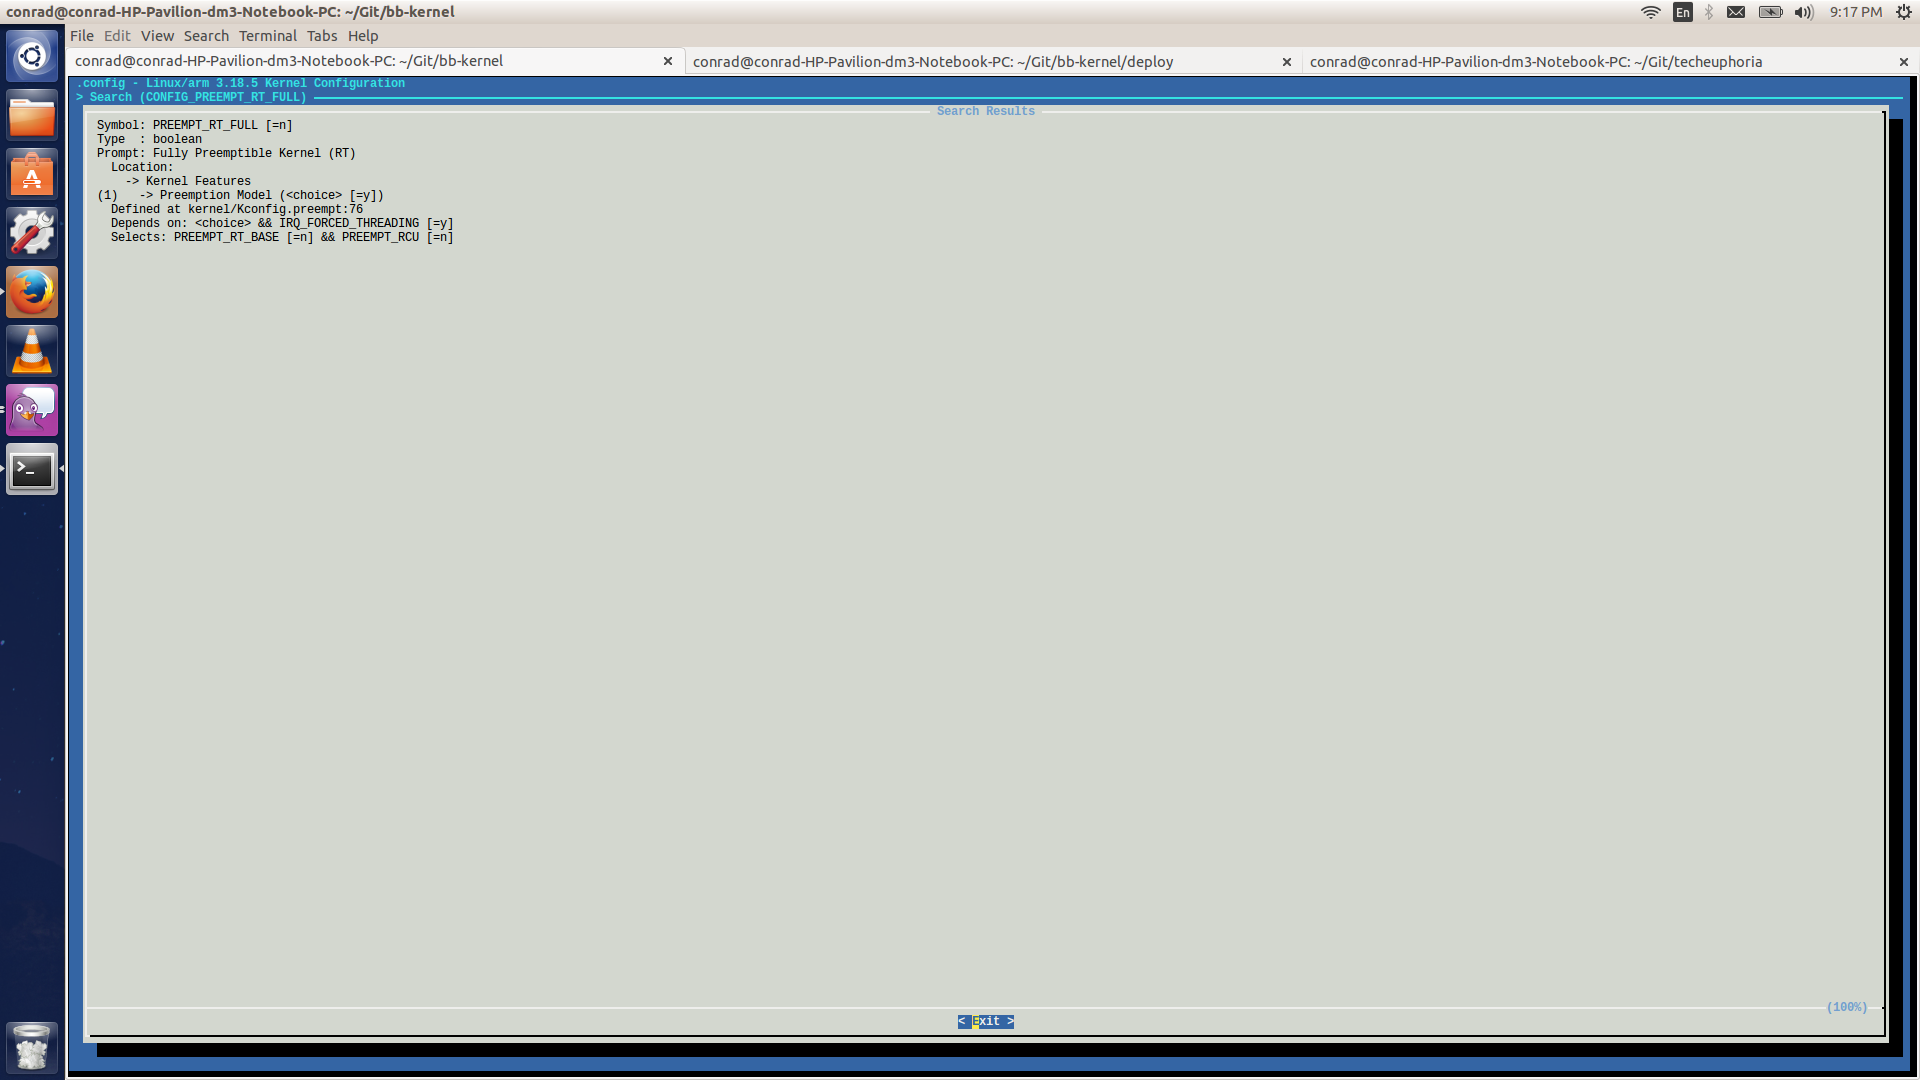 conrad@conrad-HP-Pavilion-dm3-Notebook-PC: ~/Git/bb-kernel
En
9:17 PM
File Edit View Search Terminal Tabs Help
conrad@conrad-HP-Pavilion-dm3-Notebook-PC: ~/Git/bb-kernel
conrad@conrad-HP-Pavilion-dm3-Notebook-PC: ~/Git/bb-kernel/deploy
conrad@conrad-HP-Pavilion-dm3-Notebook-PC: ~/Git/techeuphoria
.config - Linux/arm 3.18.5 Kernel Configuration
> Search (CONFIG_PREEMPT_RT_FULL)
Search Results
Symbol: PREEMPT_RT_FULL [=n]
Type  : boolean
Prompt: Fully Preemptible Kernel (RT)
  Location:
    -> Kernel Features
(1)   -> Preemption Model (<choice> [=y])
  Defined at kernel/Kconfig.preempt:76
  Depends on: <choice> && IRQ_FORCED_THREADING [=y]
  Selects: PREEMPT_RT_BASE [=n] && PREEMPT_RCU [=n]
(100%)
< Exit >